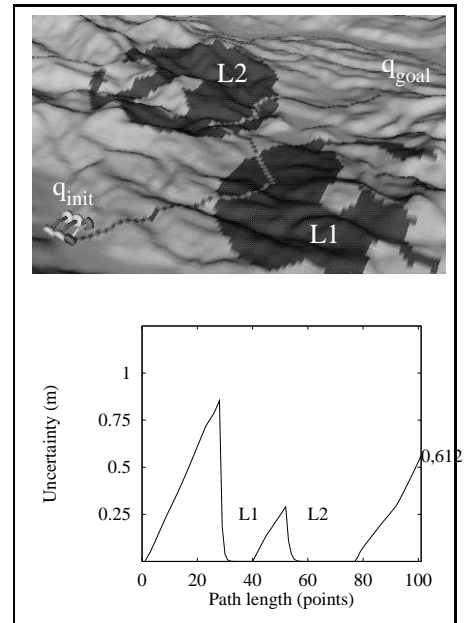 L2
q_goal
q_init
L1
1
0.75
0,612
0.5
0.25
L1 L2
0 20 40 60 80 100
Uncertainty (m)
Path length (points)